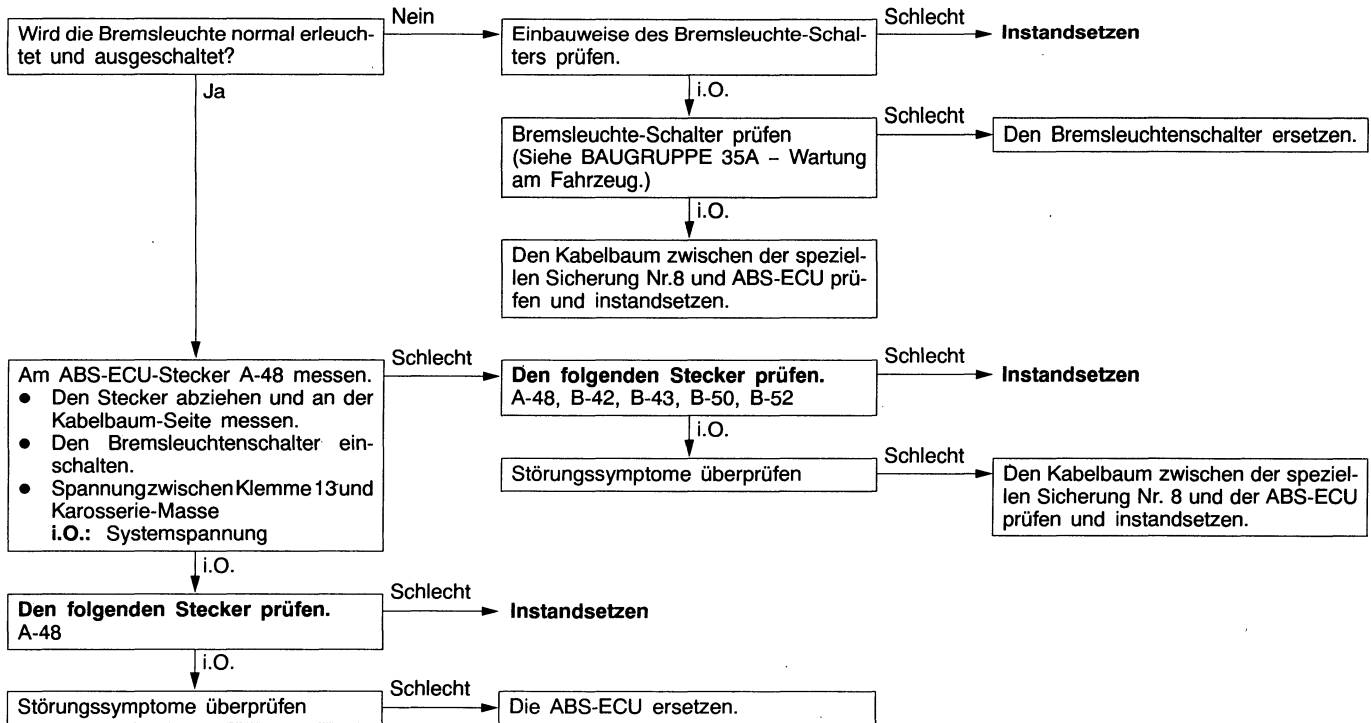 Wird die Bremsleuchte normal erleuch-
tet und ausgeschaltet?
Nein
Einbauweise des Bremsleuchte-Schal-
ters prüfen.
Schlecht
Instandsetzen
Ja
i.O.
Bremsleuchte-Schalter prüfen
(Siehe BAUGRUPPE 35A – Wartung
am Fahrzeug.)
Schlecht
Den Bremsleuchtenschalter ersetzen.
i.O.
Den Kabelbaum zwischen der speziel-
len Sicherung Nr.8 und ABS-ECU prü-
fen und instandsetzen.
Am ABS-ECU-Stecker A-48 messen.
● Den Stecker abziehen und an der
Kabelbaum-Seite messen.
● Den Bremsleuchtenschalter ein-
schalten.
● Spannung zwischen Klemme 13 und
Karosserie-Masse
i.O.: Systemspannung
Schlecht
Den folgenden Stecker prüfen.
A-48, B-42, B-43, B-50, B-52
Schlecht
Instandsetzen
i.O.
Störungssymptome überprüfen
Schlecht
Den Kabelbaum zwischen der speziel-
len Sicherung Nr. 8 und der ABS-ECU
prüfen und instandsetzen.
i.O.
Den folgenden Stecker prüfen.
A-48
Schlecht
Instandsetzen
i.O.
Störungssymptome überprüfen
Schlecht
Die ABS-ECU ersetzen.